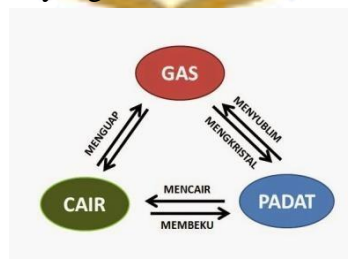 GAS
MENGUAP
MENYUBLIM
MENGKRISTAL
CAIR
MENCAIR
MEMBEKU
PADAT